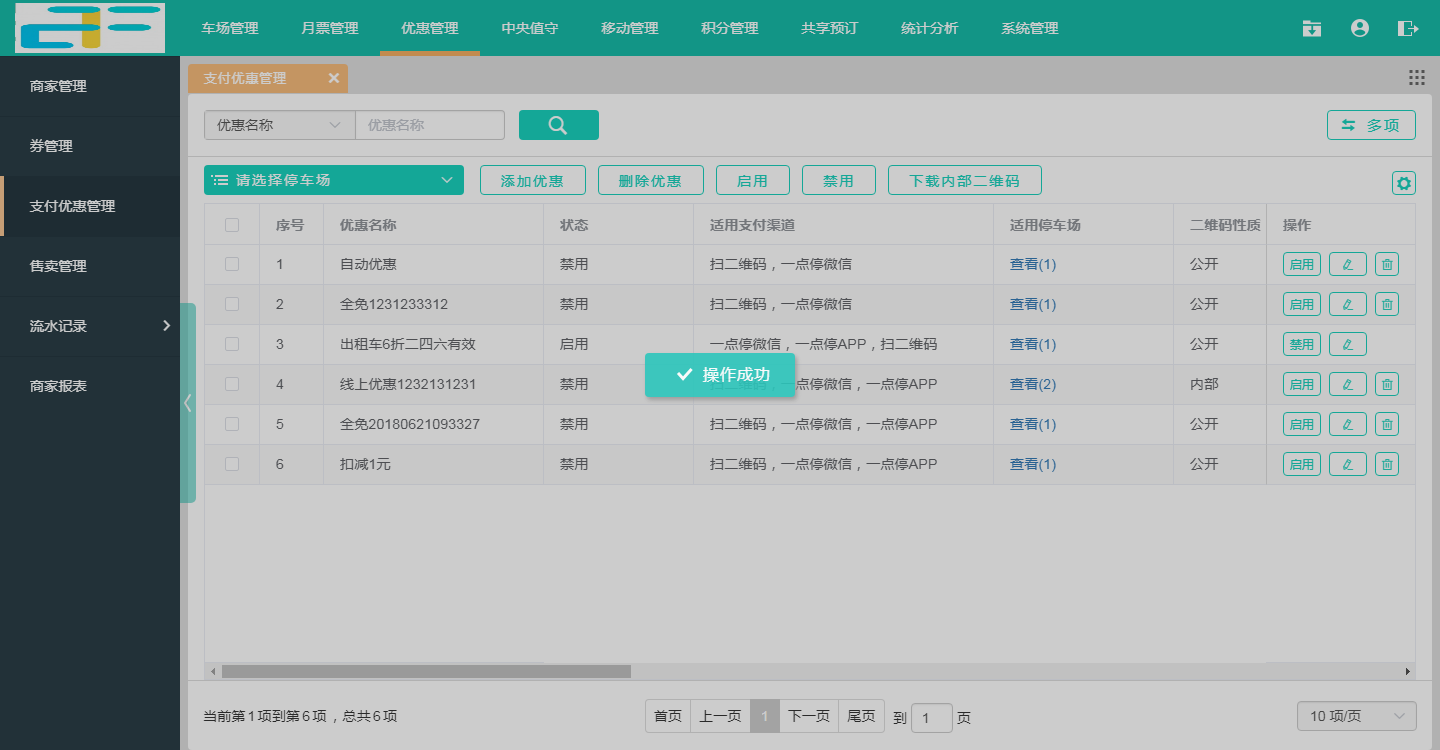 车场管理 月票管理 优惠管理 中央值守 移动管理 积分管理 共享预订 统计分析 系统管理
商家管理
券管理
支付优惠管理
售卖管理
流水记录
商家报表
支付优惠管理
优惠名称 优惠名称 多项
请选择停车场 添加优惠 删除优惠 启用 禁用 下载内部二维码
序号 优惠名称 状态 适用支付渠道 适用停车场 二维码性质 操作
1 自动优惠 禁用 扫二维码，一点停微信 查看(1) 公开 启用
2 全免1231233312 禁用 扫二维码，一点停微信 查看(1) 公开 启用
3 出租车6折二四六有效 启用 一点停微信，一点停APP，扫二维码 查看(1) 公开 禁用
操作成功
4 线上优惠1232131231 禁用 扫二维码，一点停微信，一点停APP 查看(2) 内部 启用
5 全免20180621093327 禁用 扫二维码，一点停微信，一点停APP 查看(1) 公开 启用
6 扣减1元 禁用 扫二维码，一点停微信，一点停APP 查看(1) 公开 启用
当前第1项到第6项，总共6项 首页 上一页 1 下一页 尾页 到 1 页 10 项/页